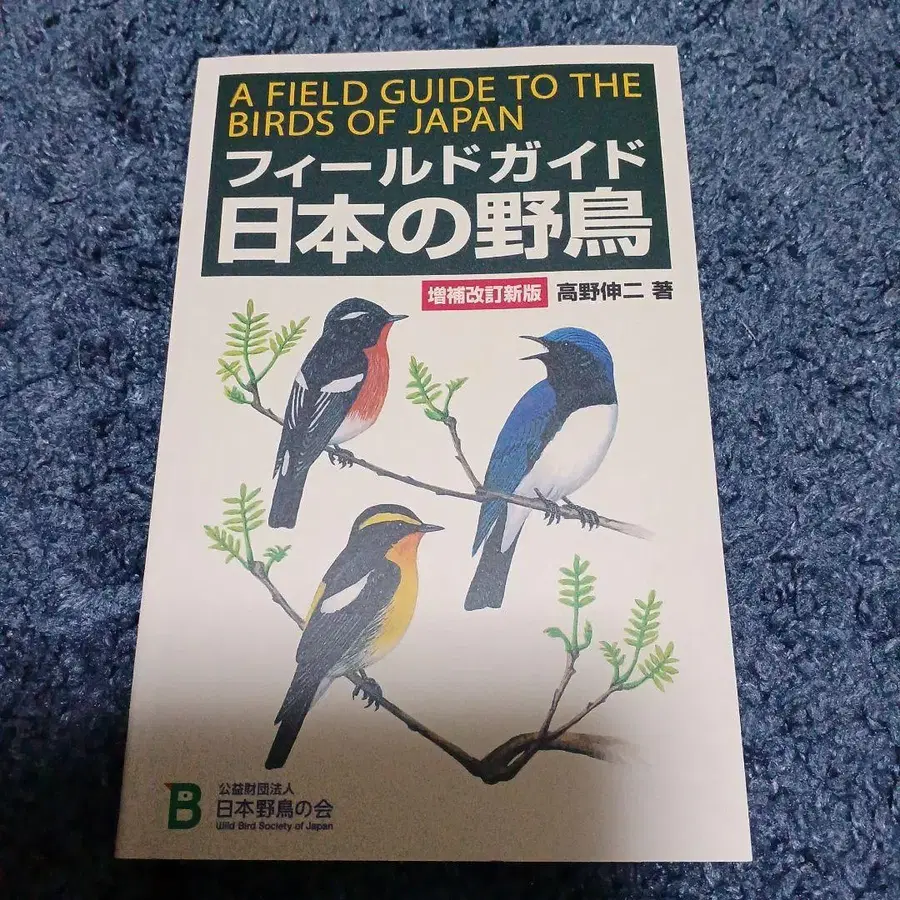 A FIELD GUIDE TO THE
BIRDS OF JAPAN
フィールドガイド
日本の野鳥
増補改訂新版 高野伸二 著
B
公益財団法人
日本野鳥の会
Wild Bird Society of Japan